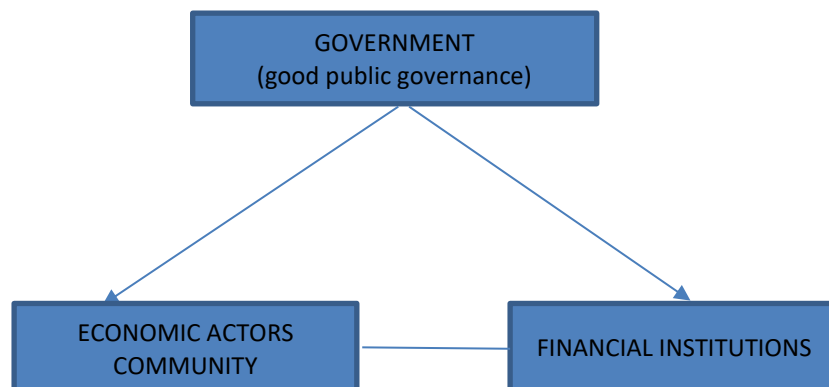 GOVERNMENT
(good public governance)
ECONOMIC ACTORS
COMMUNITY
FINANCIAL INSTITUTIONS